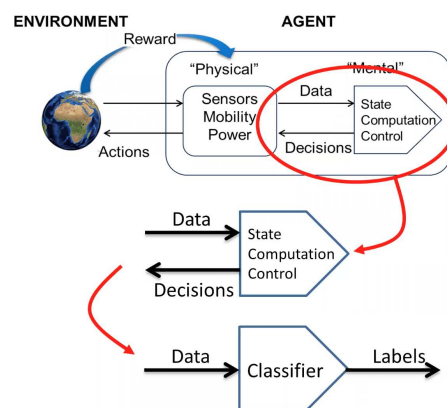 ENVIRONMENT
AGENT
Reward
“Physical”
“Mental”
Sensors
Mobility
Power
Data
State
Computation
Control
Actions
Decisions
Data
State
Computation
Control
Decisions
Data
Classifier
Labels